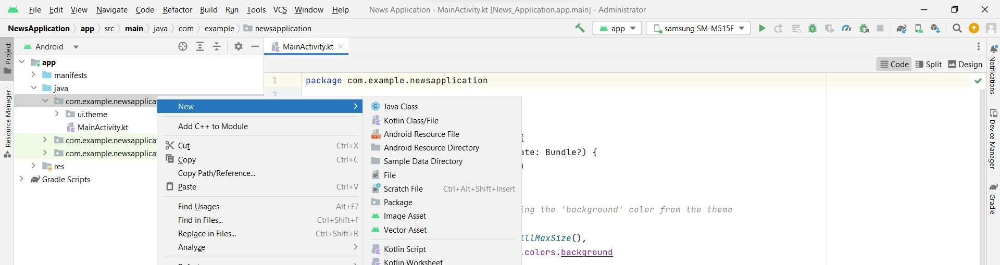 File Edit View Navigate Code Refactor Build Run Tools VCS Window Help News Application - MainActivity.kt [News_Application.app.main] - Administrator
NewsApplication app src main java com example newsapplication app samsung SM-M515F
Project
Resource Manager
Android
MainActivity.kt
Code Split Design
app
manifests
java
com.example.newsapplica
ui.theme
MainActivity.kt
com.example.newsapplica
com.example.newsapplica
res
Gradle Scripts
New
Add C++ to Module
Cut Ctrl+X
Copy Ctrl+C
Copy Path/Reference...
Paste Ctrl+V
Find Usages Alt+F7
Find in Files... Ctrl+Shift+F
Replace in Files... Ctrl+Shift+R
Analyze
Java Class
Kotlin Class/File
Android Resource File
Android Resource Directory
Sample Data Directory
File
Scratch File Ctrl+Alt+Shift+Insert
Package
Image Asset
Vector Asset
Kotlin Script
Kotlin Worksheet
1 package com.example.newsapplication
2
{
ate: Bundle?) {
)
ing the 'background' color from the theme
illMaxSize(),
.colors.background
Notifications
Device Manager
Gradle